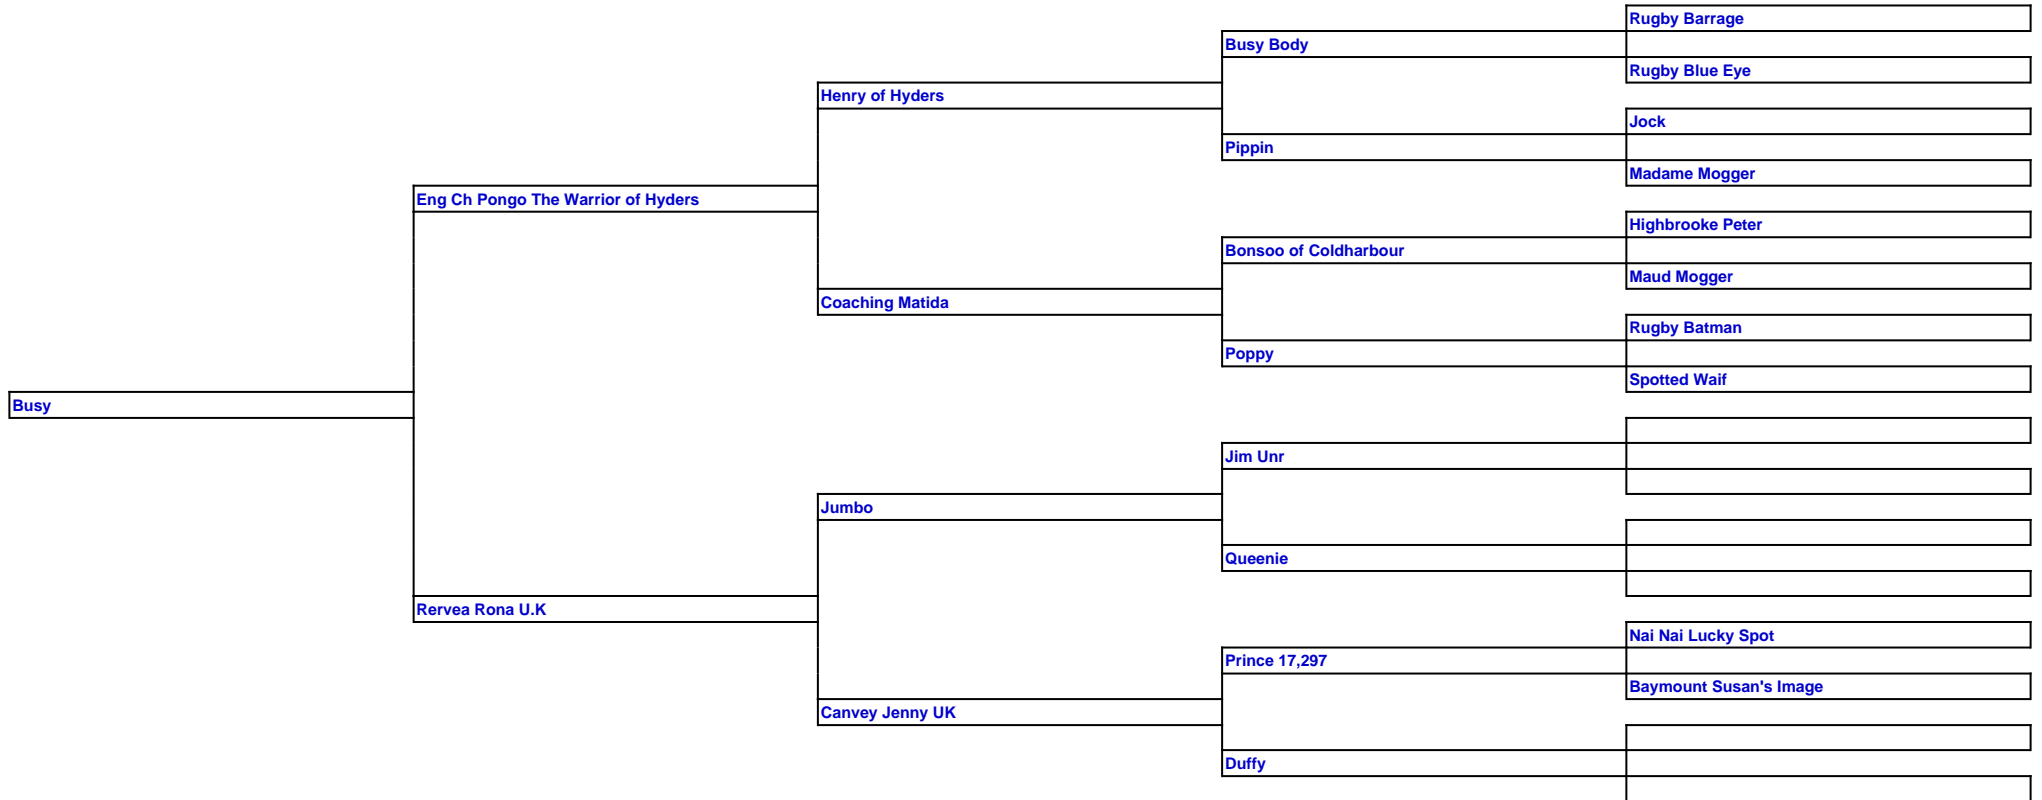 Rugby Barrage
Busy Body
Rugby Blue Eye
Henry of Hyders
Jock
Pippin
Madame Mogger
Eng Ch Pongo The Warrior of Hyders
Highbrooke Peter
Bonsoo of Coldharbour
Maud Mogger
Coaching Matida
Rugby Batman
Poppy
Spotted Waif
Busy
Jim Unr
Jumbo
Queenie
Rervea Rona U.K
Nai Nai Lucky Spot
Prince 17,297
Baymount Susan's Image
Canvey Jenny UK
Duffy